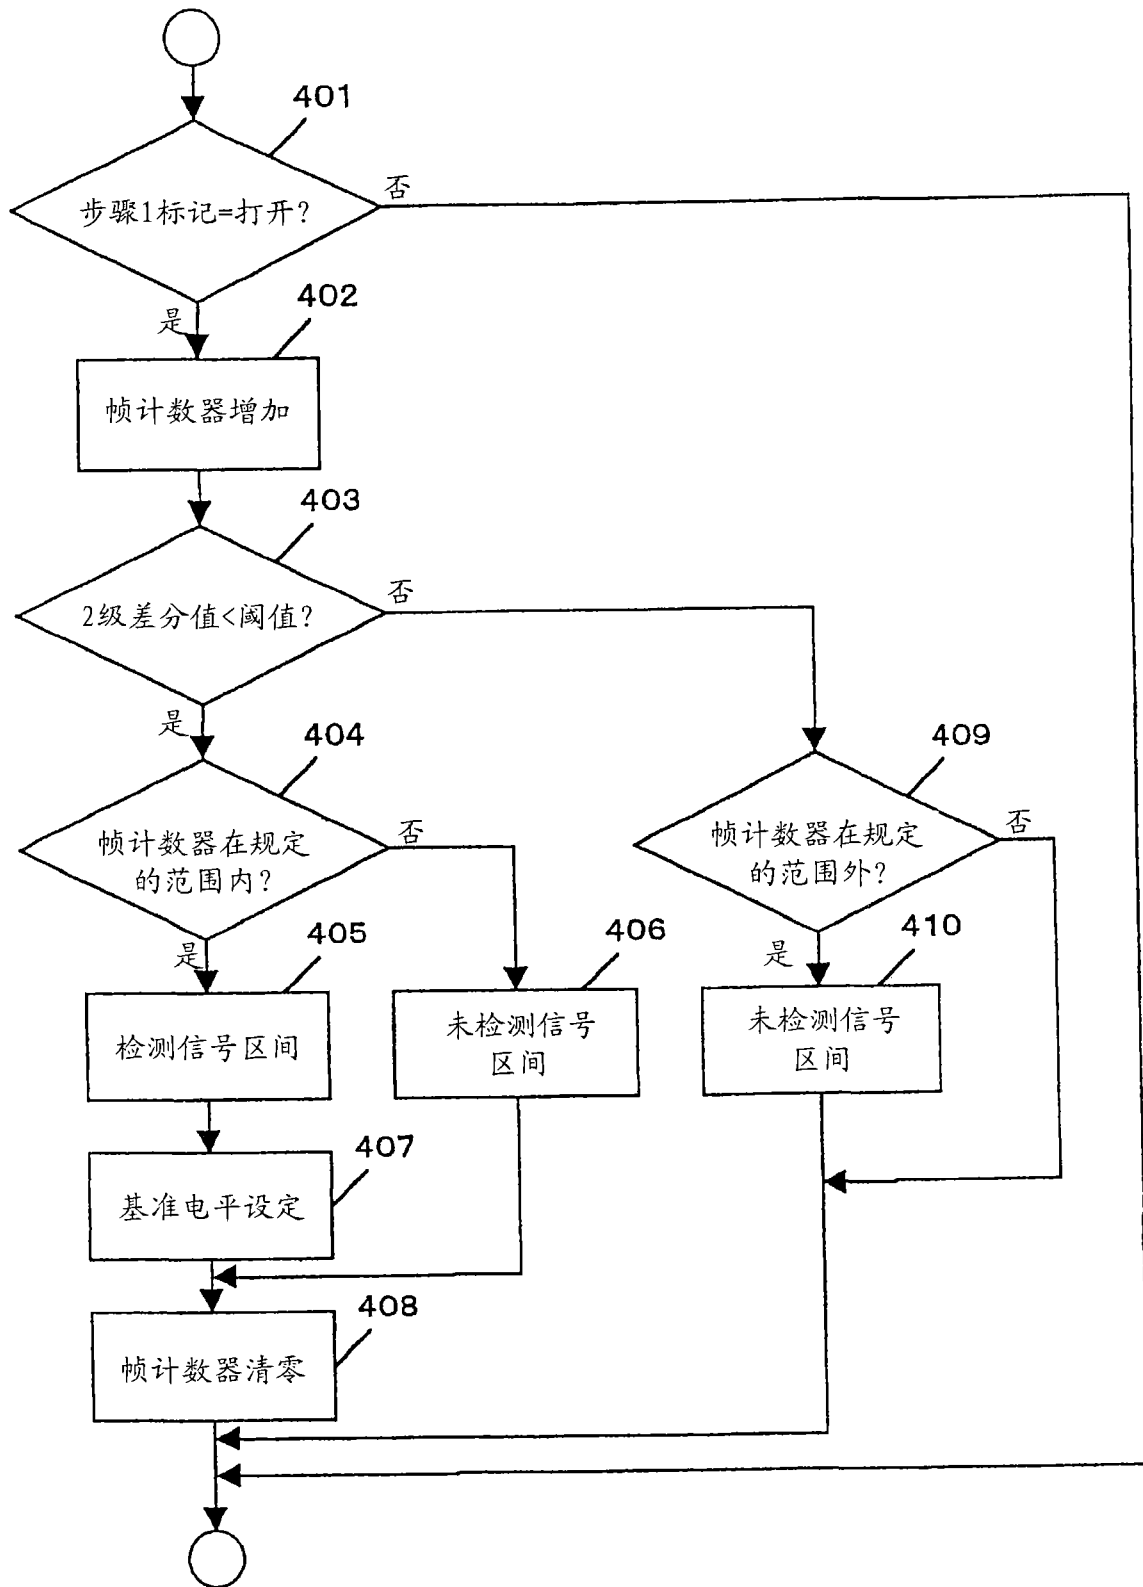 401
步骤1标记=打开?
否
是
402
帧计数器增加
403
2级差分值<阈值?
否
是
404
帧计数器在规定
的范围内?
否
409
帧计数器在规定
的范围外?
否
是
405
检测信号区间
406
未检测信号
区间
是
410
未检测信号
区间
407
基准电平设定
408
帧计数器清零